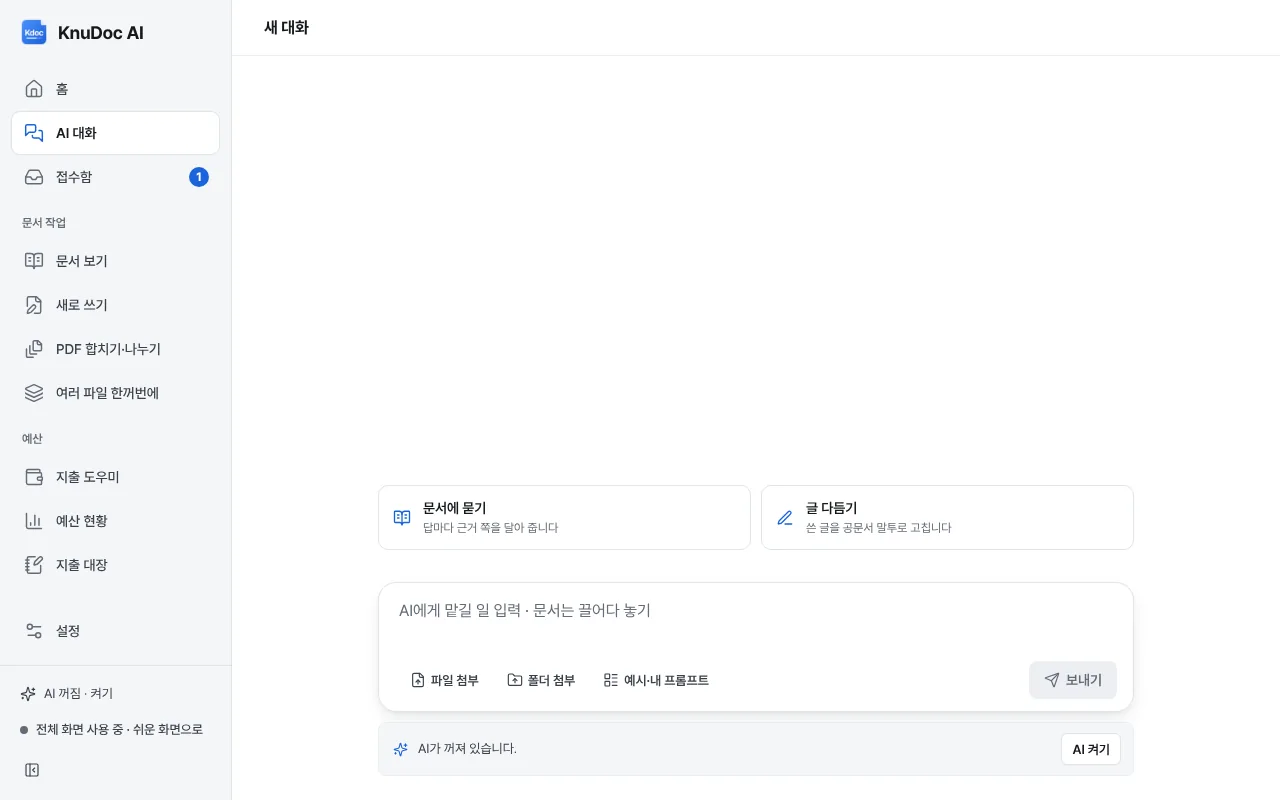 Kdoc
KnuDoc AI
홈
AI 대화
접수함
1
문서 작업
문서 보기
새로 쓰기
PDF 합치기·나누기
여러 파일 한꺼번에
예산
지출 도우미
예산 현황
지출 대장
설정
AI 꺼짐 · 켜기
전체 화면 사용 중 · 쉬운 화면으로
새 대화
문서에 묻기
답마다 근거 쪽을 달아 줍니다
글 다듬기
쓴 글을 공문서 말투로 고칩니다
AI에게 맡길 일 입력 · 문서는 끌어다 놓기
파일 첨부
폴더 첨부
예시·내 프롬프트
보내기
AI가 꺼져 있습니다.
AI 켜기